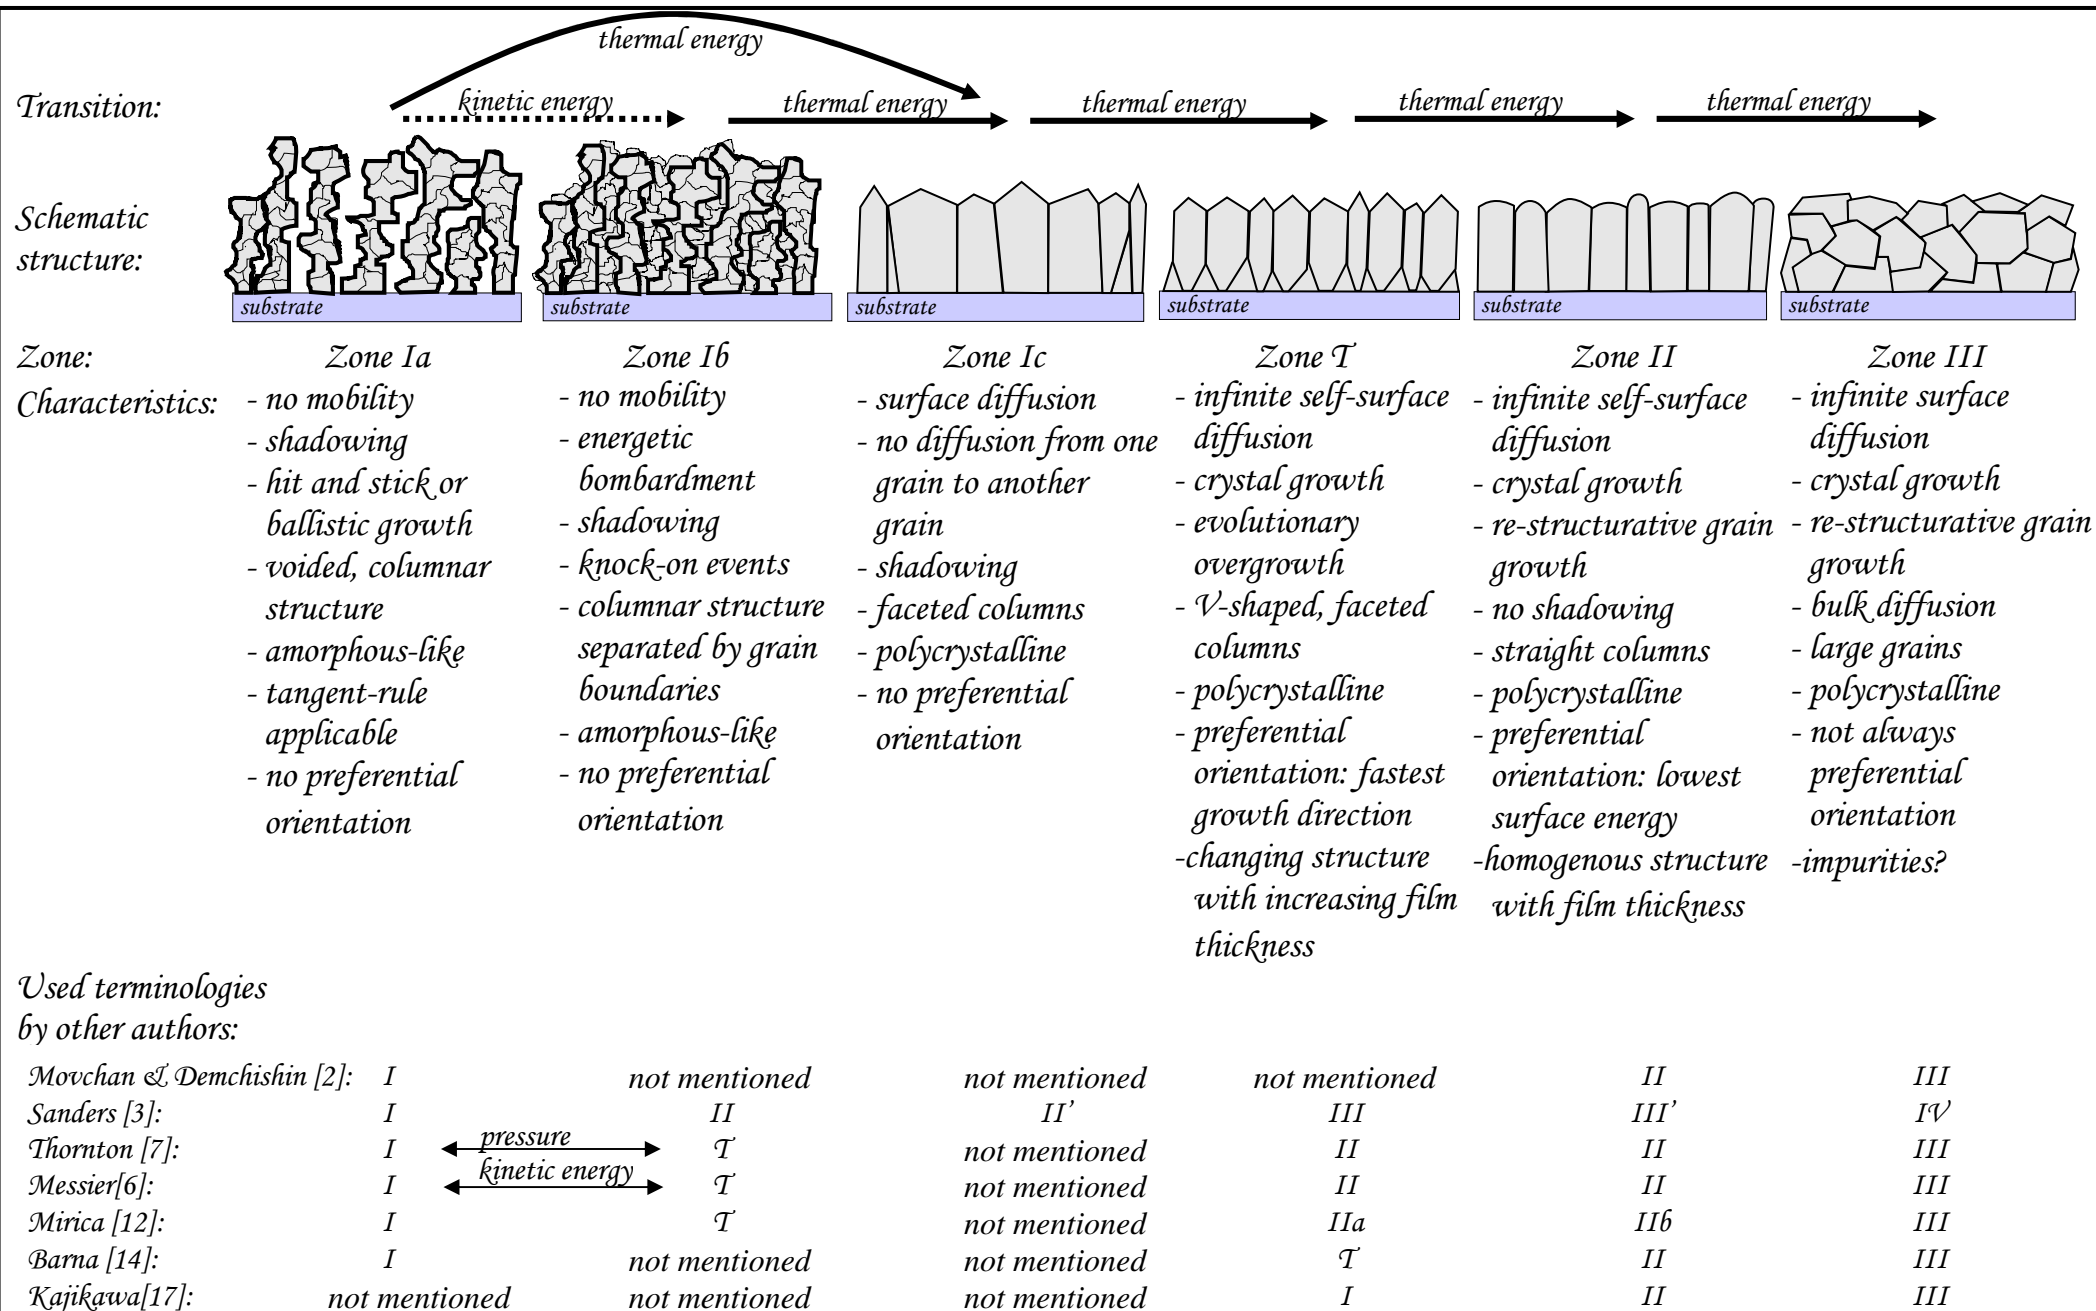 thermal energy
Transition:
kinetic energy
thermal energy
thermal energy
thermal energy
thermal energy
Schematic
structure:
substrate
substrate
substrate
substrate
substrate
substrate
Zone:
Characteristics:
Zone Ia
- no mobility
- shadowing
- hit and stick or
ballistic growth
- voided, columnar
structure
- amorphous-like
- tangent-rule
applicable
- no preferential
orientation
Zone Ib
- no mobility
- energetic
bombardment
- shadowing
- knock-on events
- columnar structure
separated by grain
boundaries
- amorphous-like
- no preferential
orientation
Zone Ic
- surface diffusion
- no diffusion from one
grain to another
grain
- shadowing
- faceted columns
- polycrystalline
- no preferential
orientation
Zone T
- infinite self-surface
diffusion
- crystal growth
- evolutionary
overgrowth
- V-shaped, faceted
columns
- polycrystalline
- preferential
orientation: fastest
growth direction
-changing structure
with increasing film
thickness
Zone II
- infinite self-surface
diffusion
- crystal growth
- re-structurative grain
growth
- no shadowing
- straight columns
- polycrystalline
- preferential
orientation: lowest
surface energy
-homogenous structure
with film thickness
Zone III
- infinite surface
diffusion
- crystal growth
- re-structurative grain
growth
- bulk diffusion
- large grains
- polycrystalline
- not always
preferential
orientation
-impurities?
Used terminologies
by other authors:
Movchan & Demchishin [2]: I not mentioned not mentioned not mentioned II III
Sanders [3]: I II II' III III' IV
Thornton [7]: I pressure T not mentioned II II III
Messier[6]: I kinetic energy T not mentioned II II III
Mirica [12]: I T not mentioned IIa IIb III
Barna [14]: I not mentioned not mentioned T II III
Kajikawa[17]: not mentioned not mentioned not mentioned I II III